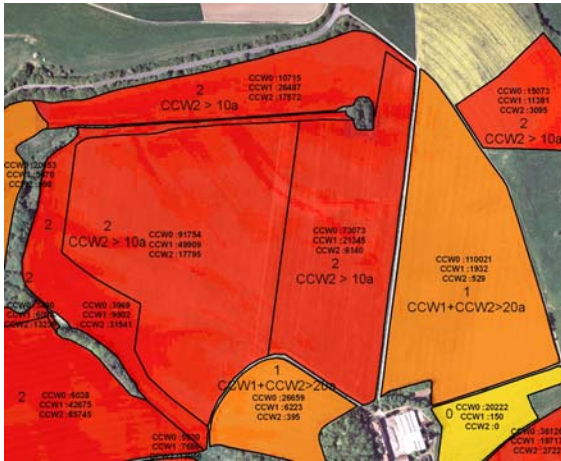 CCW0 :10715
CCW1 :26487
CCW2 :17872
2
CCW2 > 10a
CCW0 :15073
CCW1 :11381
CCW2 :3095
2
CCW2 > 10a
2
2
CCW2 > 10a
CCW0 :91754
CCW1 :49909
CCW2 :17795
CCW0 :73073
CCW1 :21345
CCW2 :6140
2
CCW2 > 10a
CCW0 :110021
CCW1 :1932
CCW2 :529
1
CCW1+CCW2>20a
2
CCW0 :3969
CCW1 :9902
CCW2 :31541
1
CCW1+CCW2>20a
CCW0 :26659
CCW1 :6223
CCW2 :395
2
CCW0 :6038
CCW1 :42675
CCW2 :65745
0
CCW0 :20222
CCW1 :150
CCW2 :0